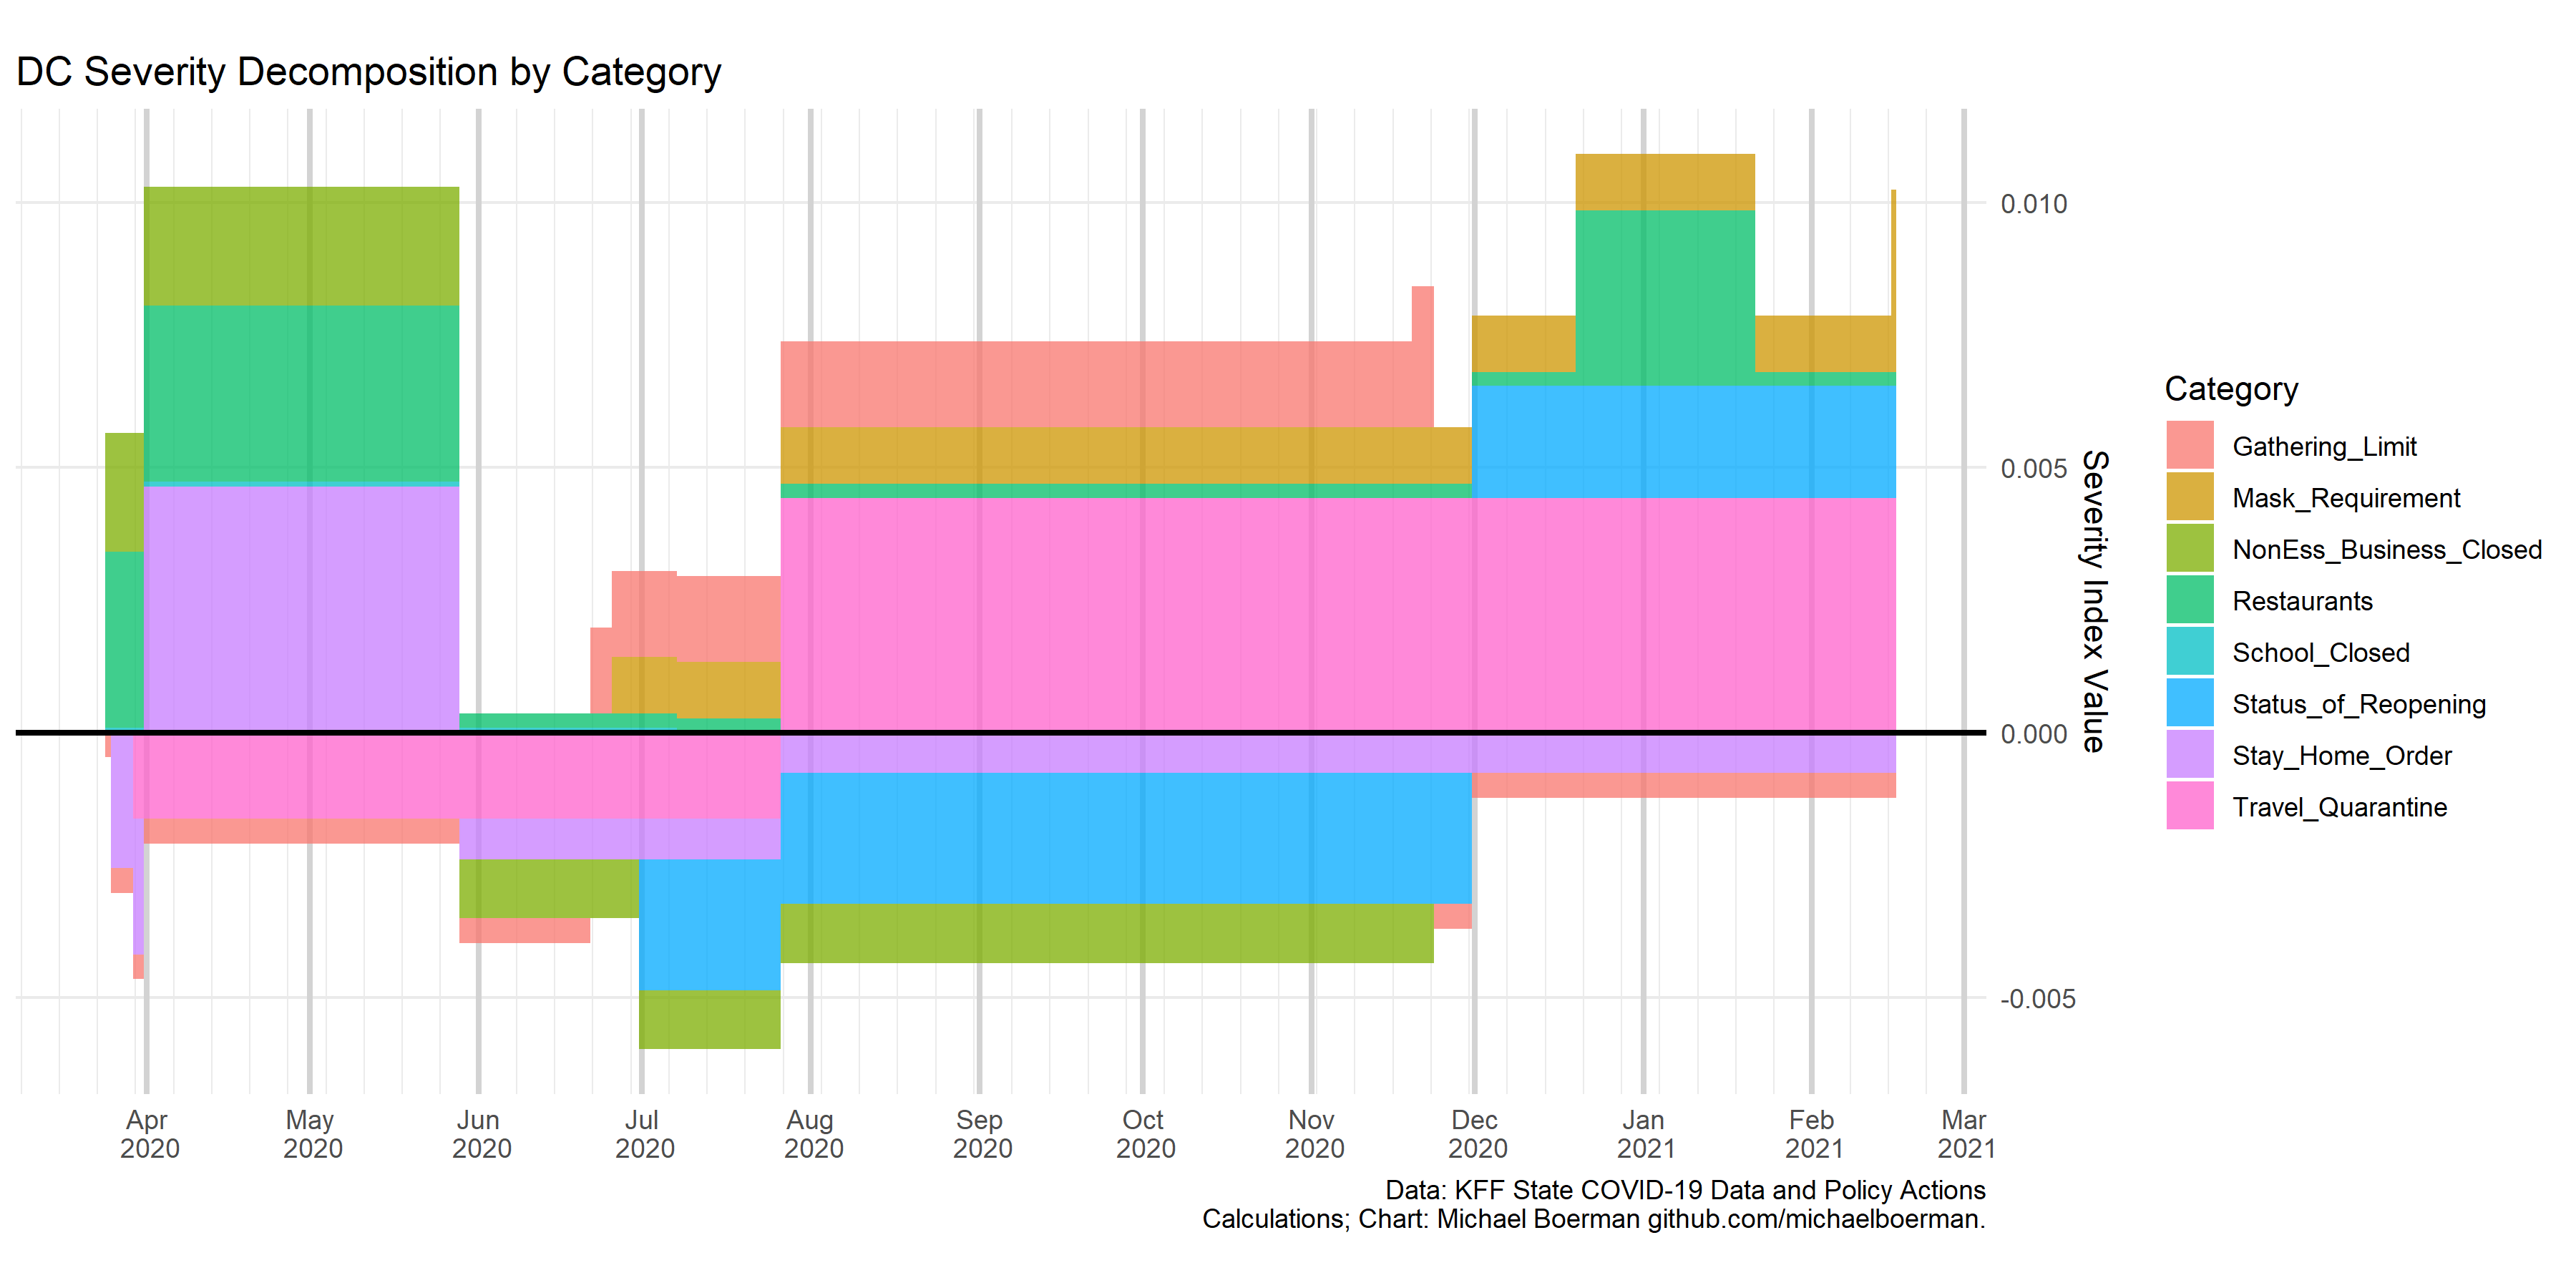 DC Severity Decomposition by Category
0.010
0.005
0.000
-0.005
Severity Index Value
Apr
2020
May
2020
Jun
2020
Jul
2020
Aug
2020
Sep
2020
Oct
2020
Nov
2020
Dec
2020
Jan
2021
Feb
2021
Mar
2021
Category
Gathering_Limit
Mask_Requirement
NonEss_Business_Closed
Restaurants
School_Closed
Status_of_Reopening
Stay_Home_Order
Travel_Quarantine
Data: KFF State COVID-19 Data and Policy Actions
Calculations; Chart: Michael Boerman github.com/michaelboerman.